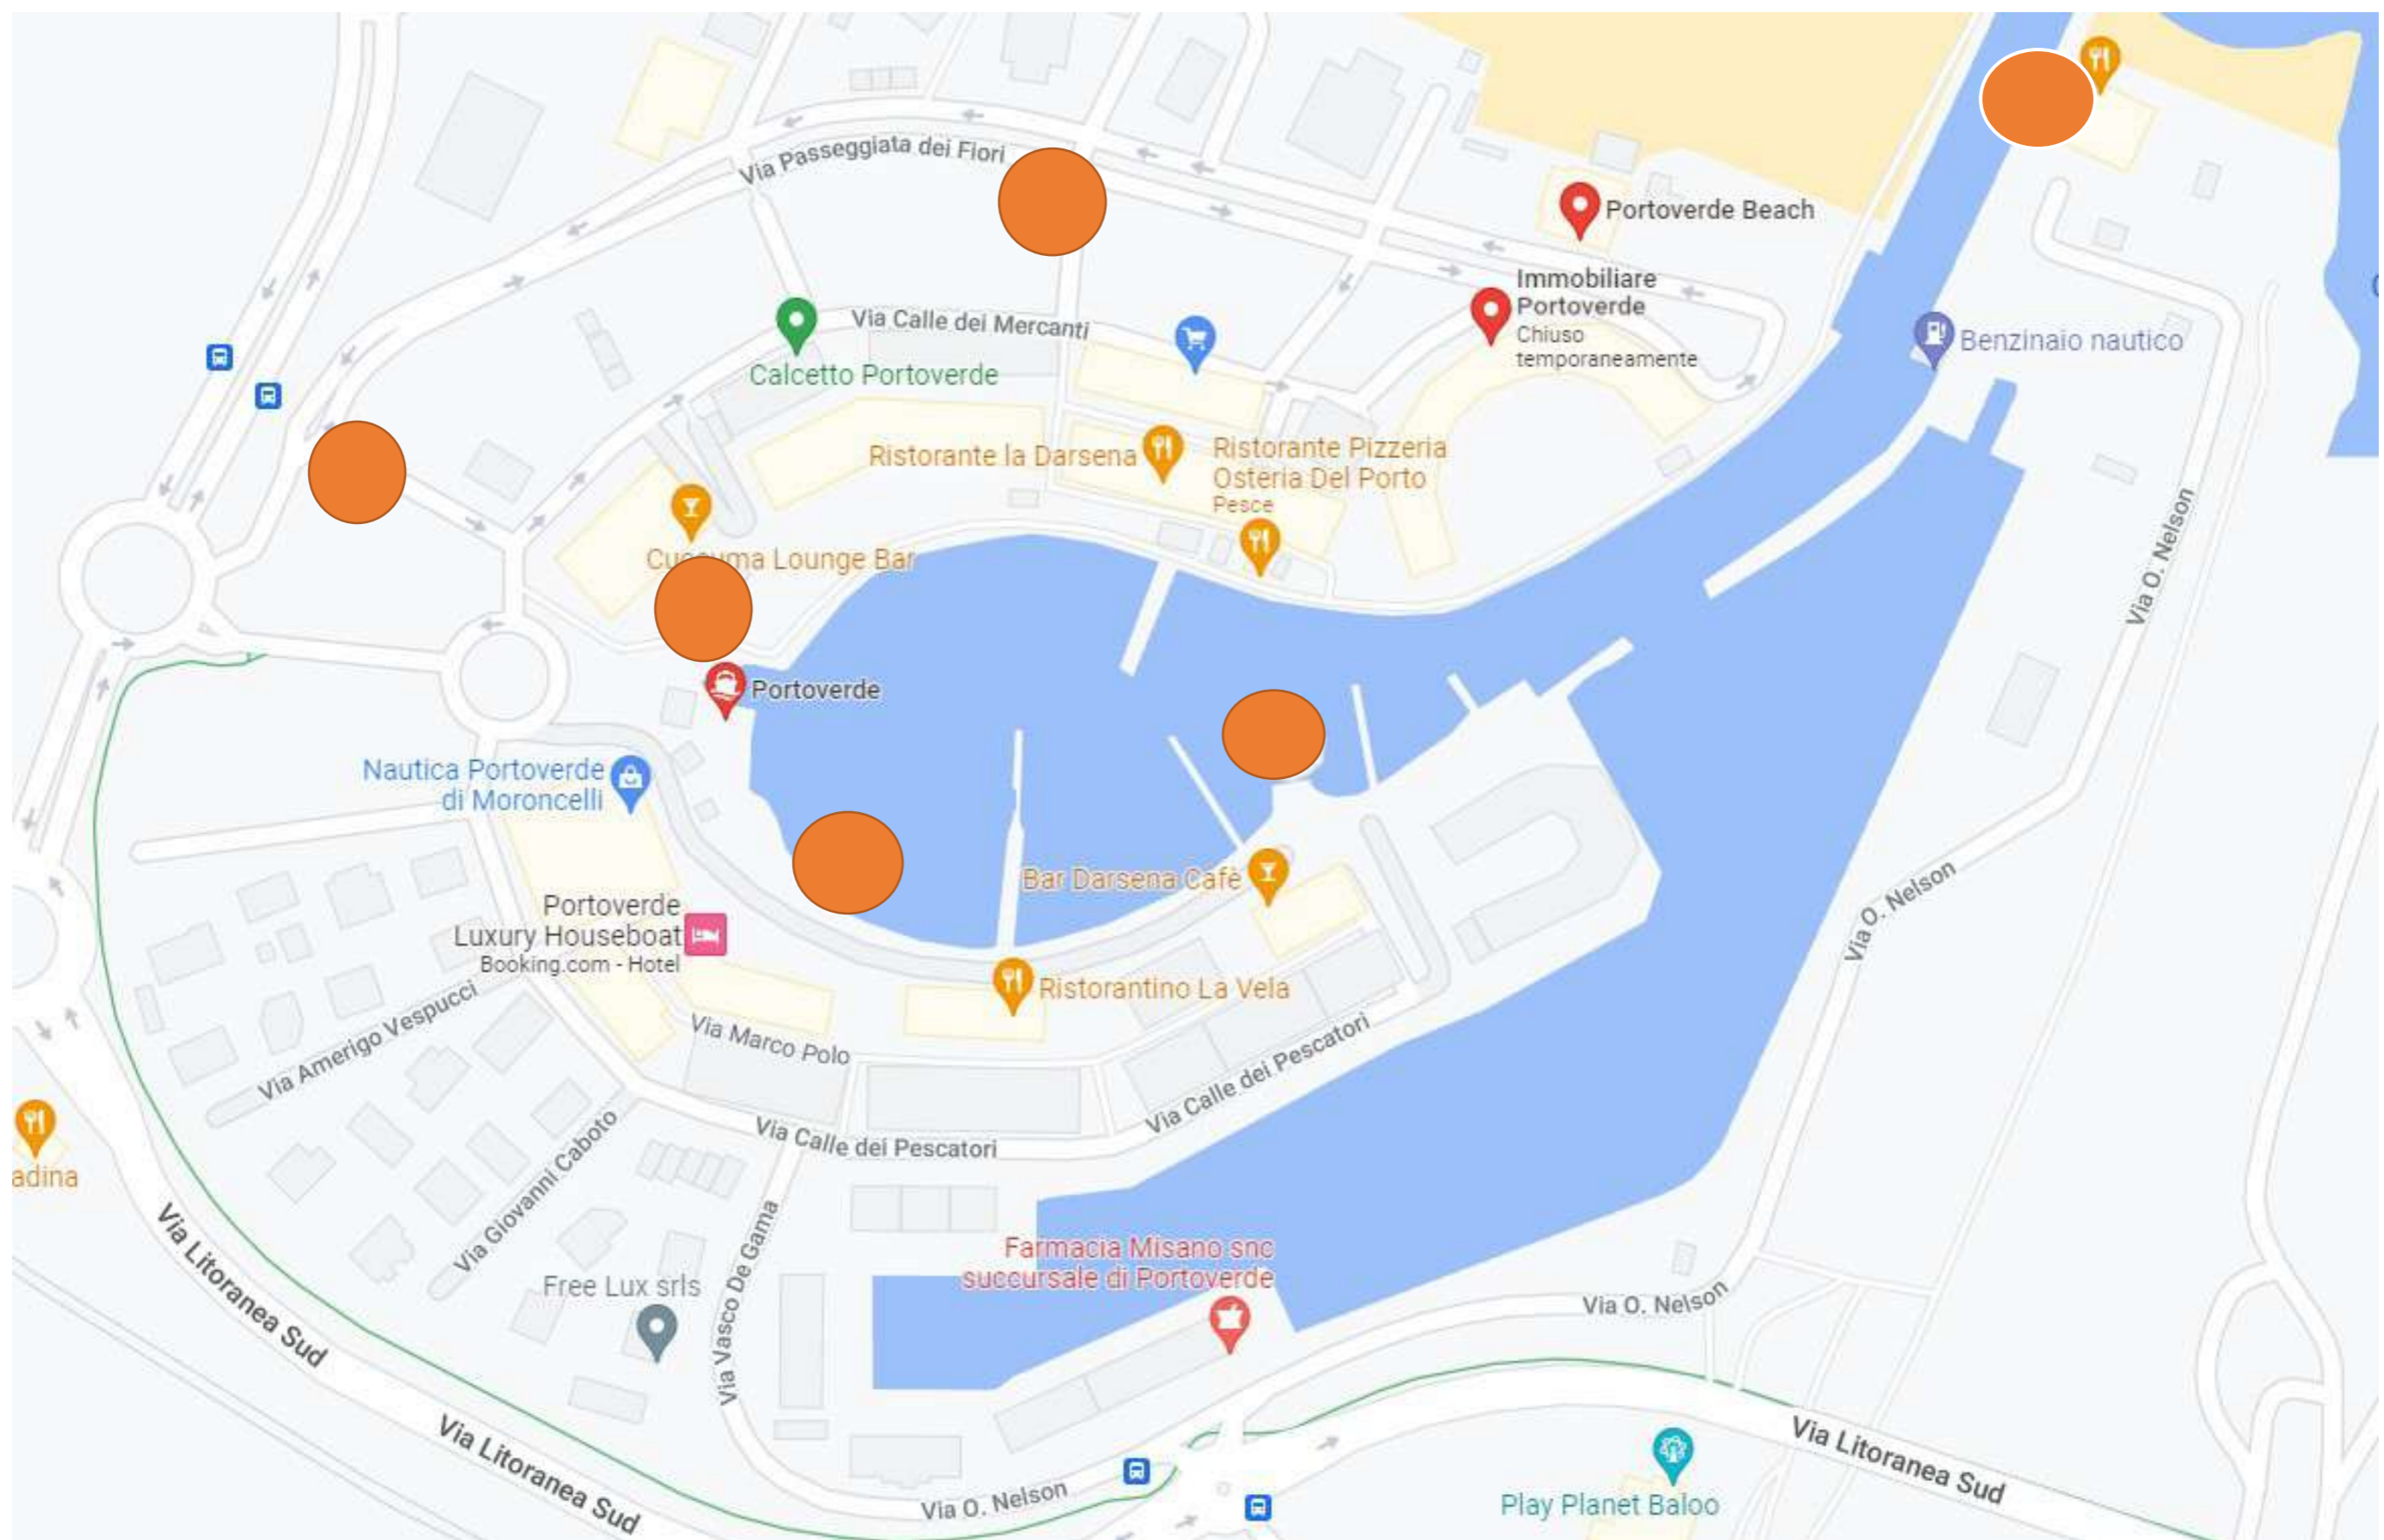 Via Passeggiata dei Fiori
Portoverde Beach
Immobiliare
Portoverde
Chiuso
temporaneamente
Via Calle dei Mercanti
Benzinaio nautico
Calcetto Portoverde
Ristorante la Darsena
Ristorante Pizzeria
Osteria Del Porto
Pesce
Via O. Nelson
ma Lounge Bar
Portoverde
Nautica Portoverde
di Moroncelli
Bar Darsena Cafè
Via O. Nelson
Portoverde
Luxury Houseboat
Booking.com - Hotel
Ristorantino La Vela
Via Amerigo Vespucci
Via Marco Polo
Via Calle dei Pescatori
Via Calle dei Pescatori
adina
Via Giovanni Caboto
Via Litoranea Sud
Via Vasco De Gama
Farmacia Misano snc
succursale di Portoverde
Free Lux srls
Via O. Nelson
Via Litoranea Sud
Via Litoranea Sud
Via O. Nelson
Play Planet Baloo